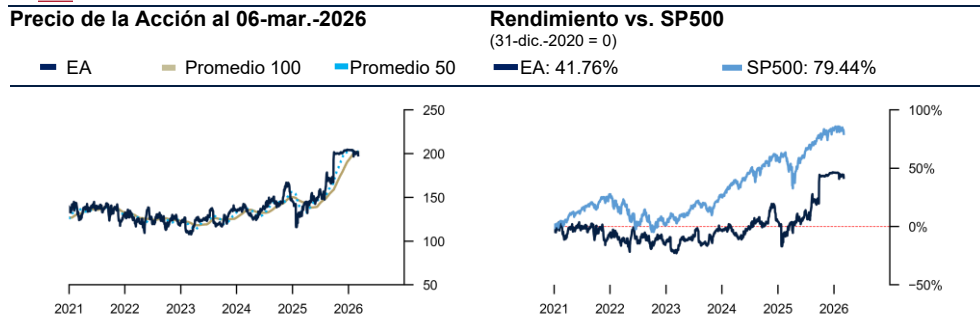 Precio de la Acción al 06-mar.-2026
EA
Promedio 100
Promedio 50
250
200
150
100
50
2021 2022 2023 2024 2025 2026
Rendimiento vs. SP500
(31-dic.-2020 = 0)
EA: 41.76%
SP500: 79.44%
100%
50%
0%
−50%
2021 2022 2023 2024 2025 2026